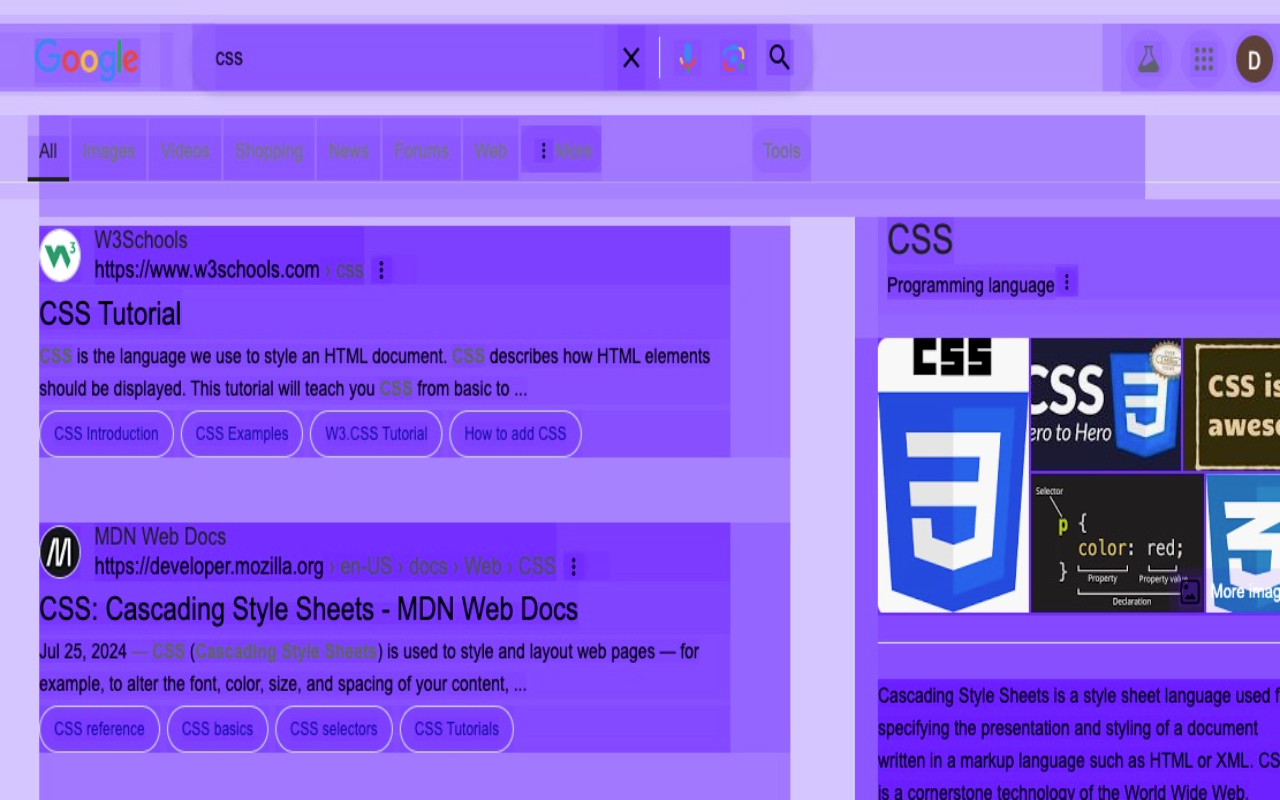 Google
css
D
All Images Videos Shopping News Forums Web More
Tools
W3Schools
https://www.w3schools.com › css
CSS Tutorial
CSS is the language we use to style an HTML document. CSS describes how HTML elements
should be displayed. This tutorial will teach you CSS from basic to ...
CSS Introduction
CSS Examples
W3.CSS Tutorial
How to add CSS
MDN Web Docs
https://developer.mozilla.org › en-US › docs › Web › CSS
CSS: Cascading Style Sheets - MDN Web Docs
Jul 25, 2024 — CSS (Cascading Style Sheets) is used to style and layout web pages — for
example, to alter the font, color, size, and spacing of your content, ...
CSS reference
CSS basics
CSS selectors
CSS Tutorials
CSS
Programming language
CSS
CSS
ero to Hero
CSS is
aweso
Selector
p {
color: red;
}
Property
Property value
Declaration
More imag
Cascading Style Sheets is a style sheet language used f
specifying the presentation and styling of a document
written in a markup language such as HTML or XML. CS
is a cornerstone technology of the World Wide Web,